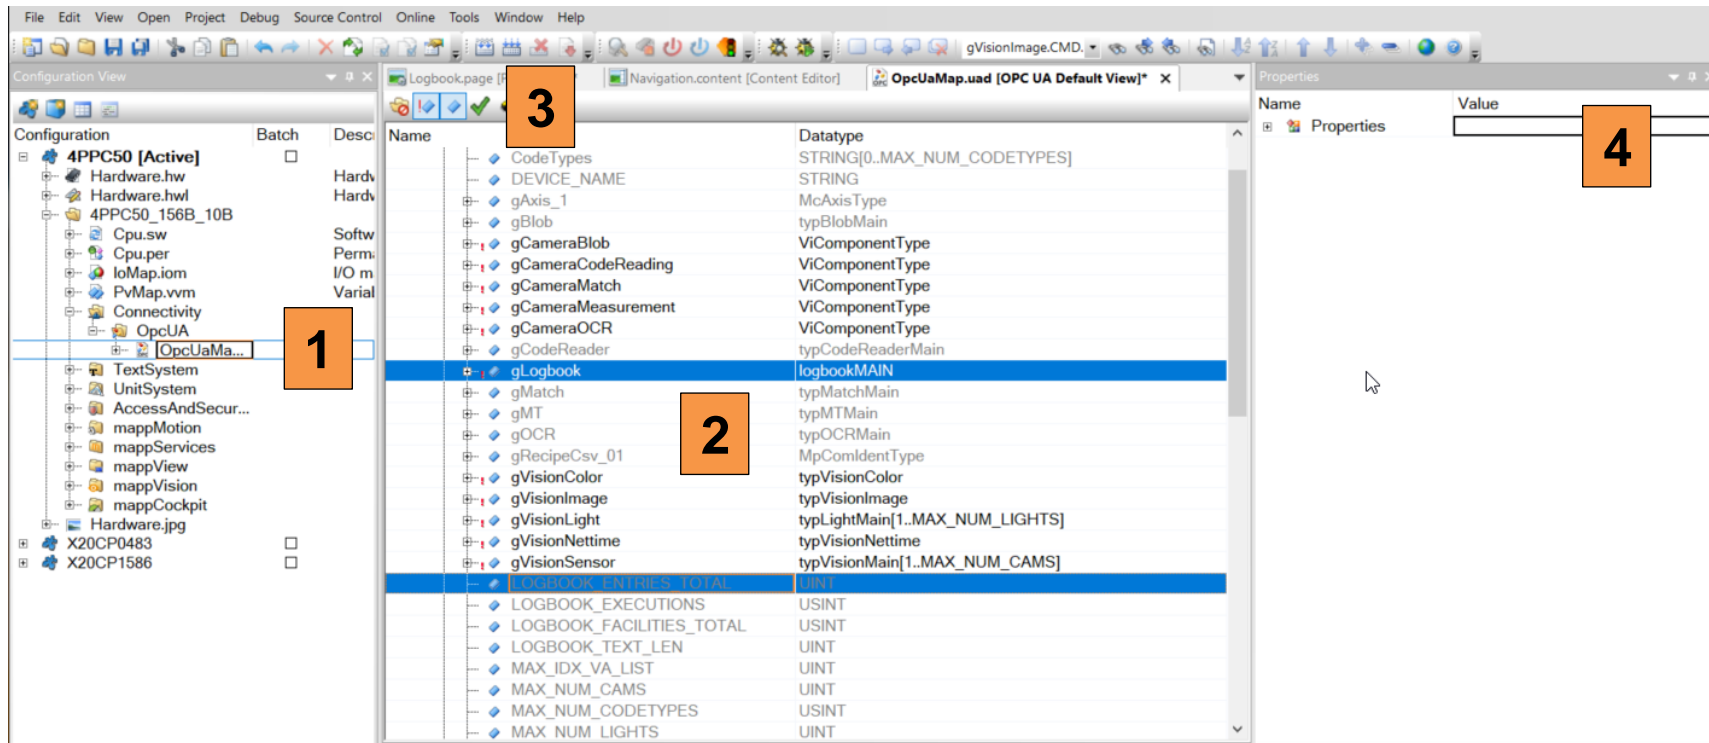 File Edit View Open Project Debug Source Control Online Tools Window Help
gVisionImage.CMD.
Configuration View
Logbook.page [
Navigation.content [Content Editor]
OpcUaMap.uad [OPC UA Default View]*
Properties
3
Name Value
Properties
4
Configuration Batch Descr
4PPC50 [Active]
Hardware.hw Hardw
Hardware.hwl Hardw
4PPC50_156B_10B
Cpu.sw Softw
Cpu.per Perma
IoMap.iom I/O m
PvMap.vvm Varial
Connectivity
OpcUA
OpcUaMa...
1
TextSystem
UnitSystem
AccessAndSecur...
mappMotion
mappServices
mappView
mappVision
mappCockpit
Hardware.jpg
X20CP0483
X20CP1586
Name Datatype
CodeTypes STRING[0..MAX_NUM_CODETYPES]
DEVICE_NAME STRING
gAxis_1 McAxisType
gBlob typBlobMain
gCameraBlob ViComponentType
gCameraCodeReading ViComponentType
gCameraMatch ViComponentType
gCameraMeasurement ViComponentType
gCameraOCR ViComponentType
gCodeReader typCodeReaderMain
gLogbook logbookMAIN
gMatch typMatchMain
gMT typMTMain
gOCR typOCRMain
2
gRecipeCsv_01 MpComIdentType
gVisionColor typVisionColor
gVisionImage typVisionImage
gVisionLight typLightMain[1..MAX_NUM_LIGHTS]
gVisionNettime typVisionNettime
gVisionSensor typVisionMain[1..MAX_NUM_CAMS]
LOGBOOK_ENTRIES_TOTAL UINT
LOGBOOK_EXECUTIONS USINT
LOGBOOK_FACILITIES_TOTAL USINT
LOGBOOK_TEXT_LEN UINT
MAX_IDX_VA_LIST UINT
MAX_NUM_CAMS UINT
MAX_NUM_CODETYPES USINT
MAX_NUM_LIGHTS UINT